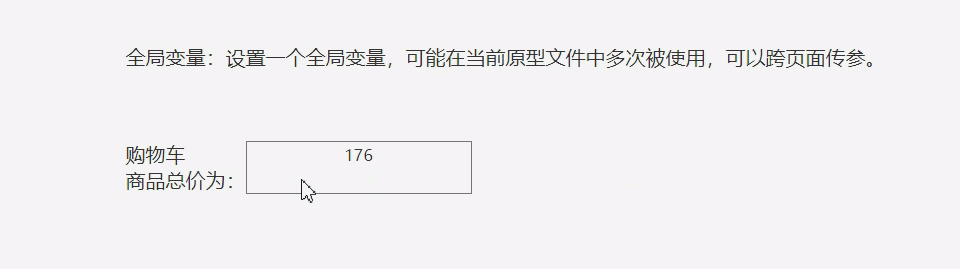 全局变量：设置一个全局变量，可能在当前原型文件中多次被使用，可以跨页面传参。
购物车
176
商品总价为：